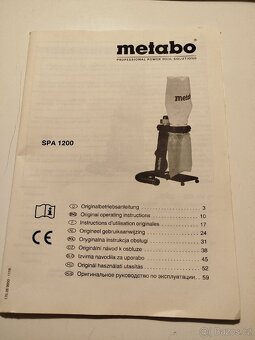 metabo
PROFESSIONAL POWER TOOL SOLUTIONS
metabo
SPA 1200
Originalbetriebsanleitung 3
Original operating instructions 10
Instructions d'utilisation originales 17
Origineel gebruiksaanwijzing 24
Oryginalna instrukcja obsługi 31
Originální návod k obsluze 38
Izvirna navodila za uporabo 45
Originál használati utasítás 52
Оригинальное руководство по эксплуатации 59
CE